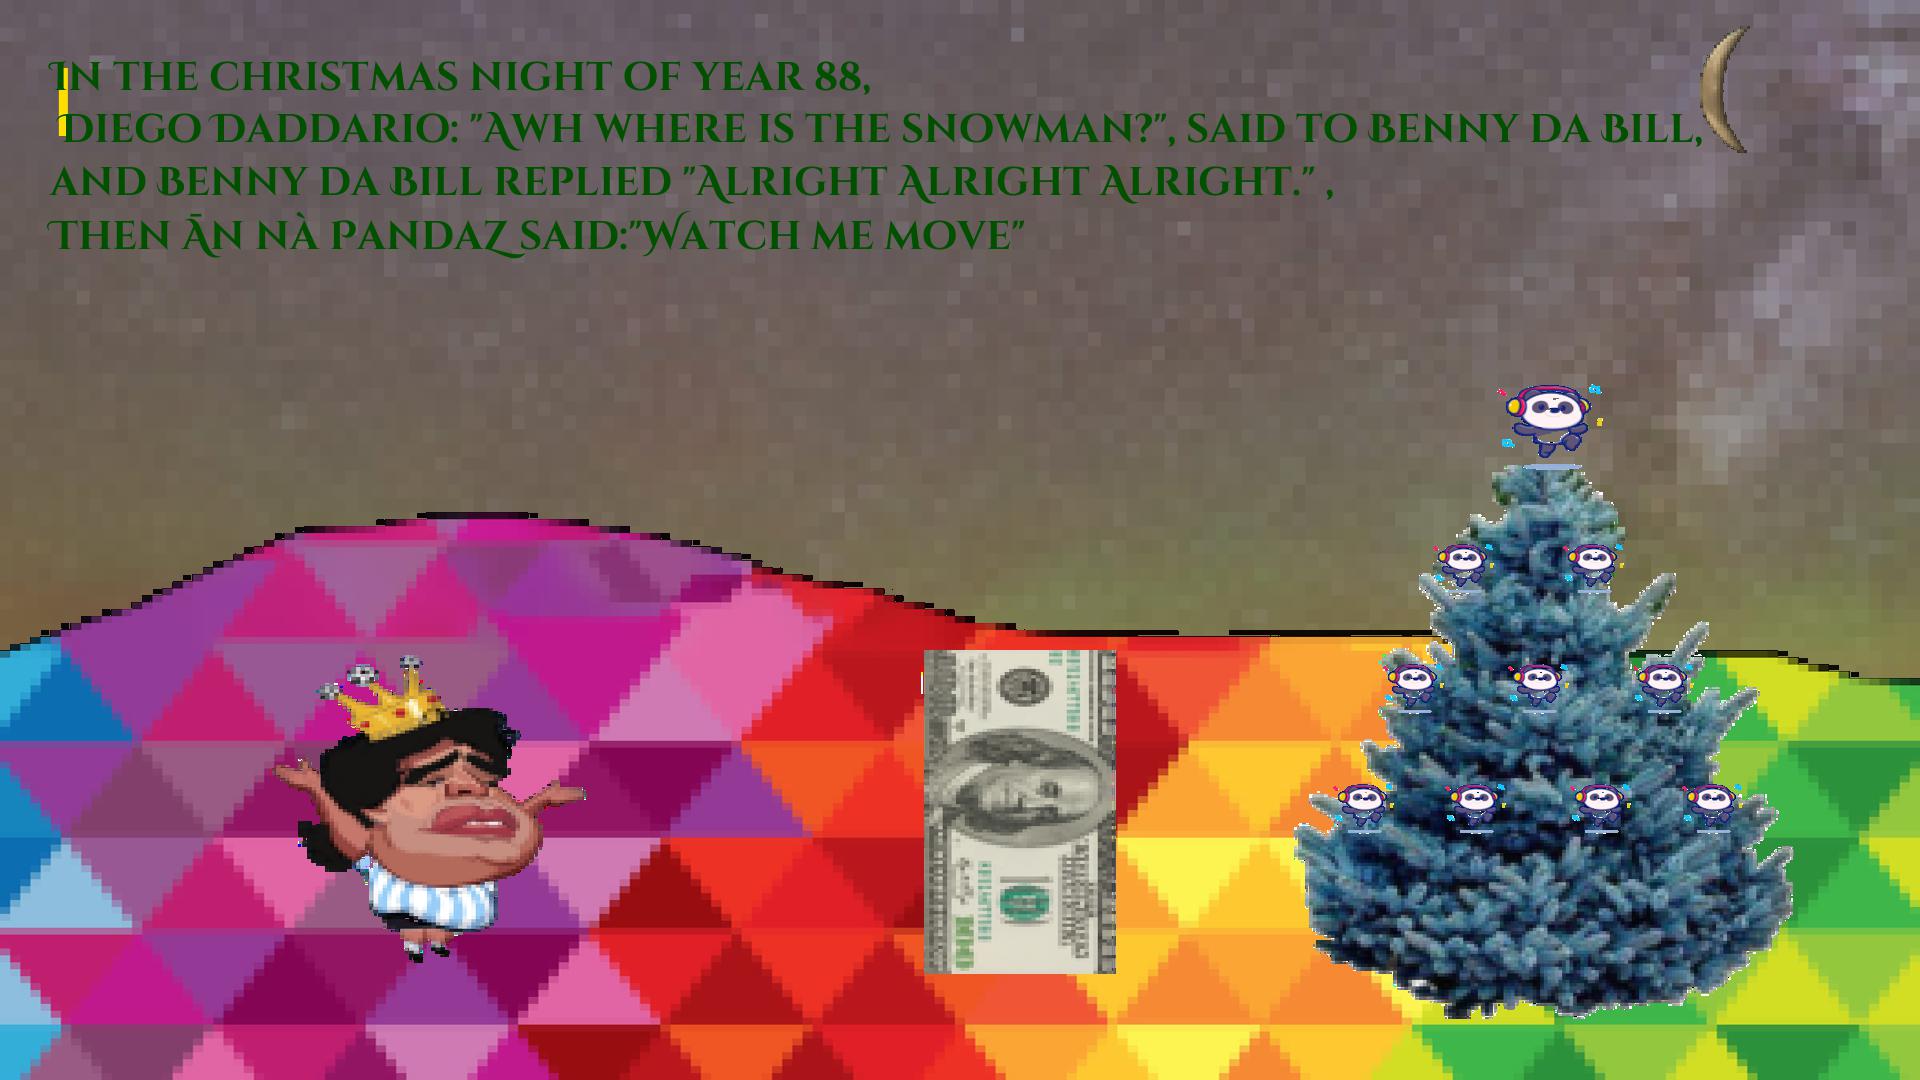 In the christmas night of year 88,
Diego Daddario: "Awh where is the snowman?", said to Benny da Bill,
and Benny da Bill replied "Alright Alright Alright." ,
Then Ān nà PandaZ said:"Watch me move"